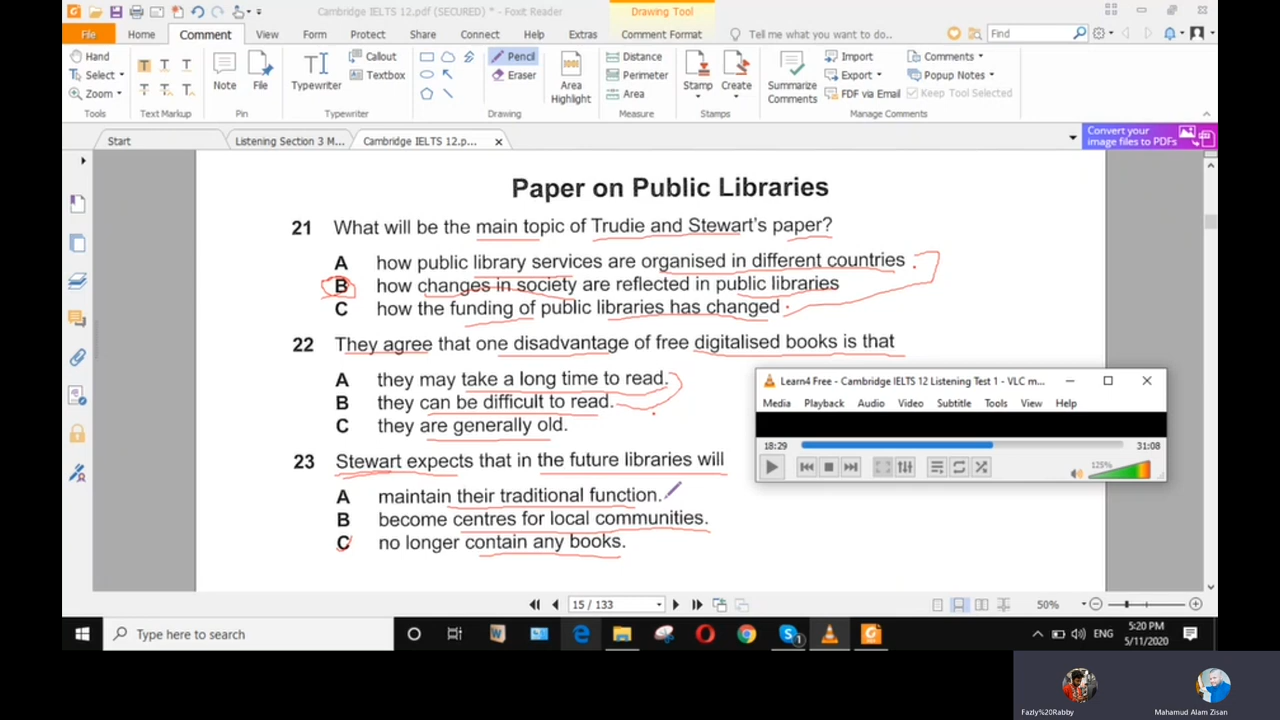 Cambridge IELTS 12.pdf (SECURED) * - Foxit Reader
Drawing Tool
File Home Comment View Form Protect Share Connect Help Extras Comment Format Tell me what you want to do.. Find
Hand
Select
Zoom
Tools
Text Markup
Note
File
Pin
Typewriter
Callout
Textbox
Typewriter
Pencil
Eraser
Drawing
Area
Highlight
Distance
Perimeter
Area
Measure
Stamp
Create
Stamps
Summarize
Comments
Import
Export
FDF via Email
Comments
Popup Notes
Keep Tool Selected
Manage Comments
Start
Listening Section 3 M...
Cambridge IELTS 12.p...
Convert your
image files to PDFs
Paper on Public Libraries
21 What will be the main topic of Trudie and Stewart's paper?
A how public library services are organised in different countries
B how changes in society are reflected in public libraries
C how the funding of public libraries has changed
22 They agree that one disadvantage of free digitalised books is that
A they may take a long time to read.
B they can be difficult to read.
C they are generally old.
23 Stewart expects that in the future libraries will
A maintain their traditional function.
B become centres for local communities.
C no longer contain any books.
Learn4 Free - Cambridge IELTS 12 Listening Test 1 - VLC m...
Media Playback Audio Video Subtitle Tools View Help
18:29 31:08
125%
15 / 133
50%
Type here to search
1
ENG
5:20 PM
5/11/2020
Fazly%20Rabby
Mahamud Alam Zisan